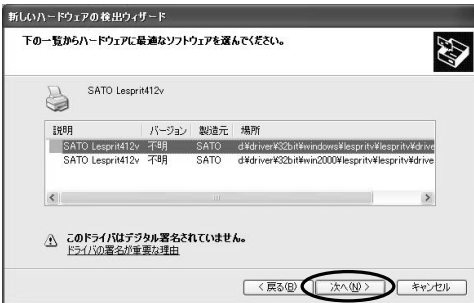 新しいハードウェアの検出ウィザード
下の一覧からハードウェアに最適なソフトウェアを選んでください。
SATO Lesprit412v
説明 バージョン 製造元 場所
SATO Lesprit412v 不明 SATO d¥driver¥32bit¥windows¥lespritv¥lespritv¥drive
SATO Lesprit412v 不明 SATO d¥driver¥32bit¥win2000¥lespritv¥lespritv¥drive
このドライバはデジタル署名されていません。
ドライバの署名が重要な理由
< 戻る(B) 次へ(N) > キャンセル